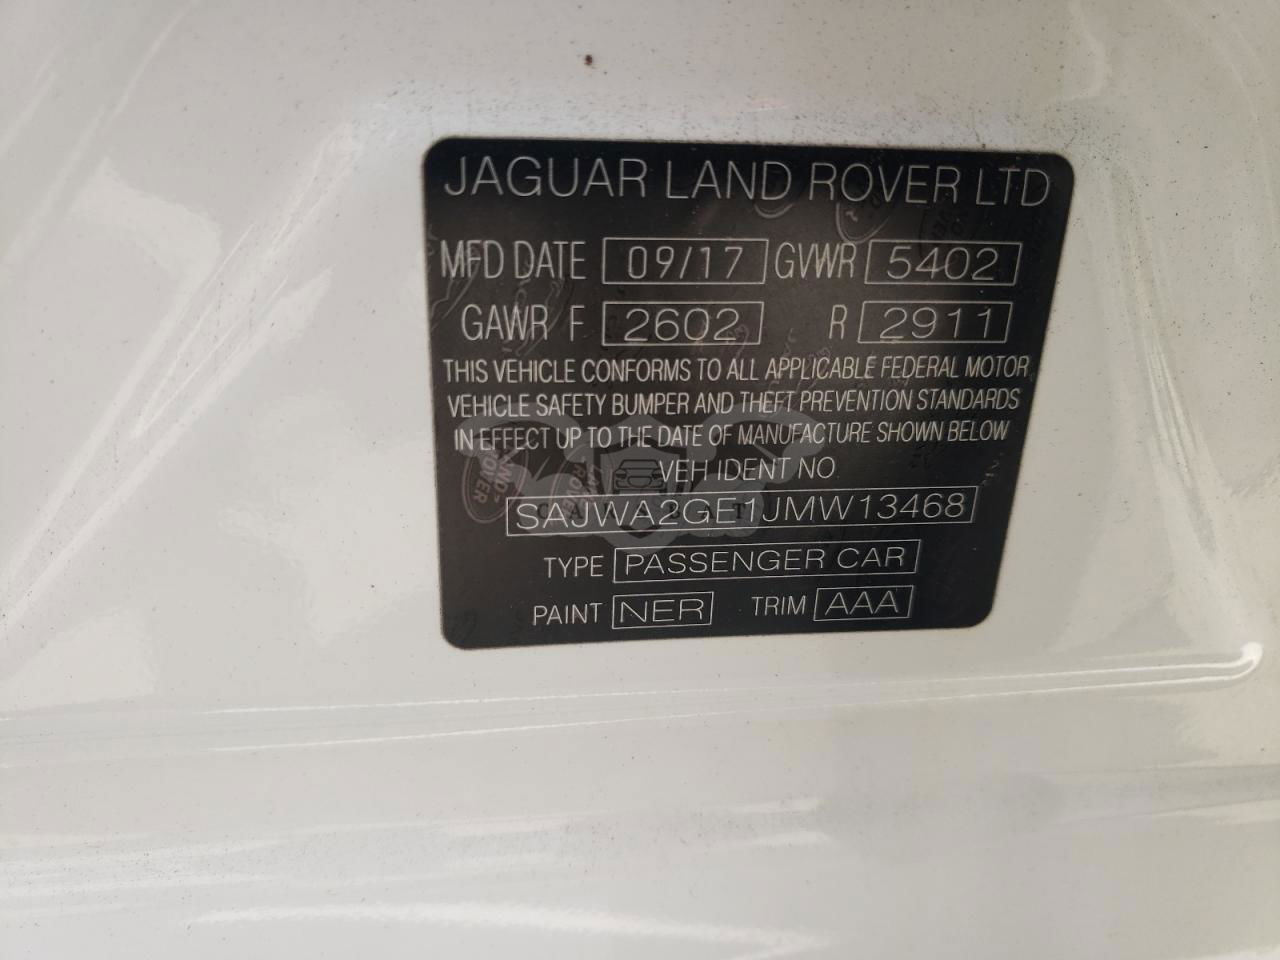 JAGUAR LAND ROVER LTD
MFD DATE 09/17 GVWR 5402
GAWR F 2602 R 2911
THIS VEHICLE CONFORMS TO ALL APPLICABLE FEDERAL MOTOR
VEHICLE SAFETY BUMPER AND THEFT PREVENTION STANDARDS
IN EFFECT UP TO THE DATE OF MANUFACTURE SHOWN BELOW
VEH IDENT NO
SAJWA2GE1JMW13468
TYPE PASSENGER CAR
PAINT NER TRIM AAA